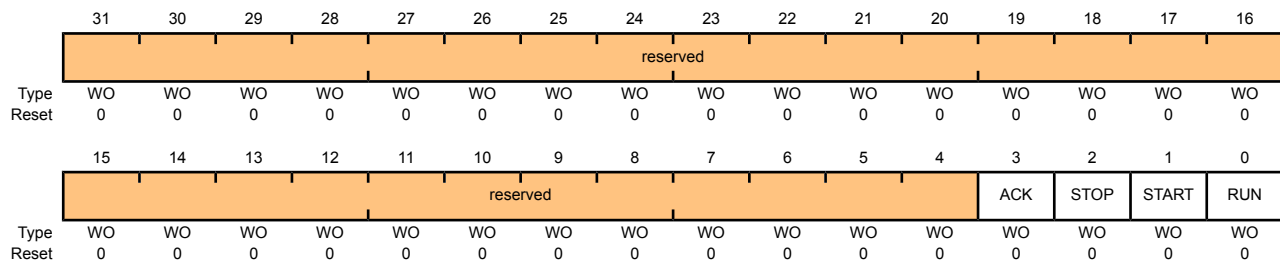 31 30 29 28 27 26 25 24 23 22 21 20 19 18 17 16
reserved
Type WO WO WO WO WO WO WO WO WO WO WO WO WO WO WO WO
Reset 0 0 0 0 0 0 0 0 0 0 0 0 0 0 0 0
15 14 13 12 11 10 9 8 7 6 5 4 3 2 1 0
reserved ACK STOP START RUN
Type WO WO WO WO WO WO WO WO WO WO WO WO WO WO WO WO
Reset 0 0 0 0 0 0 0 0 0 0 0 0 0 0 0 0